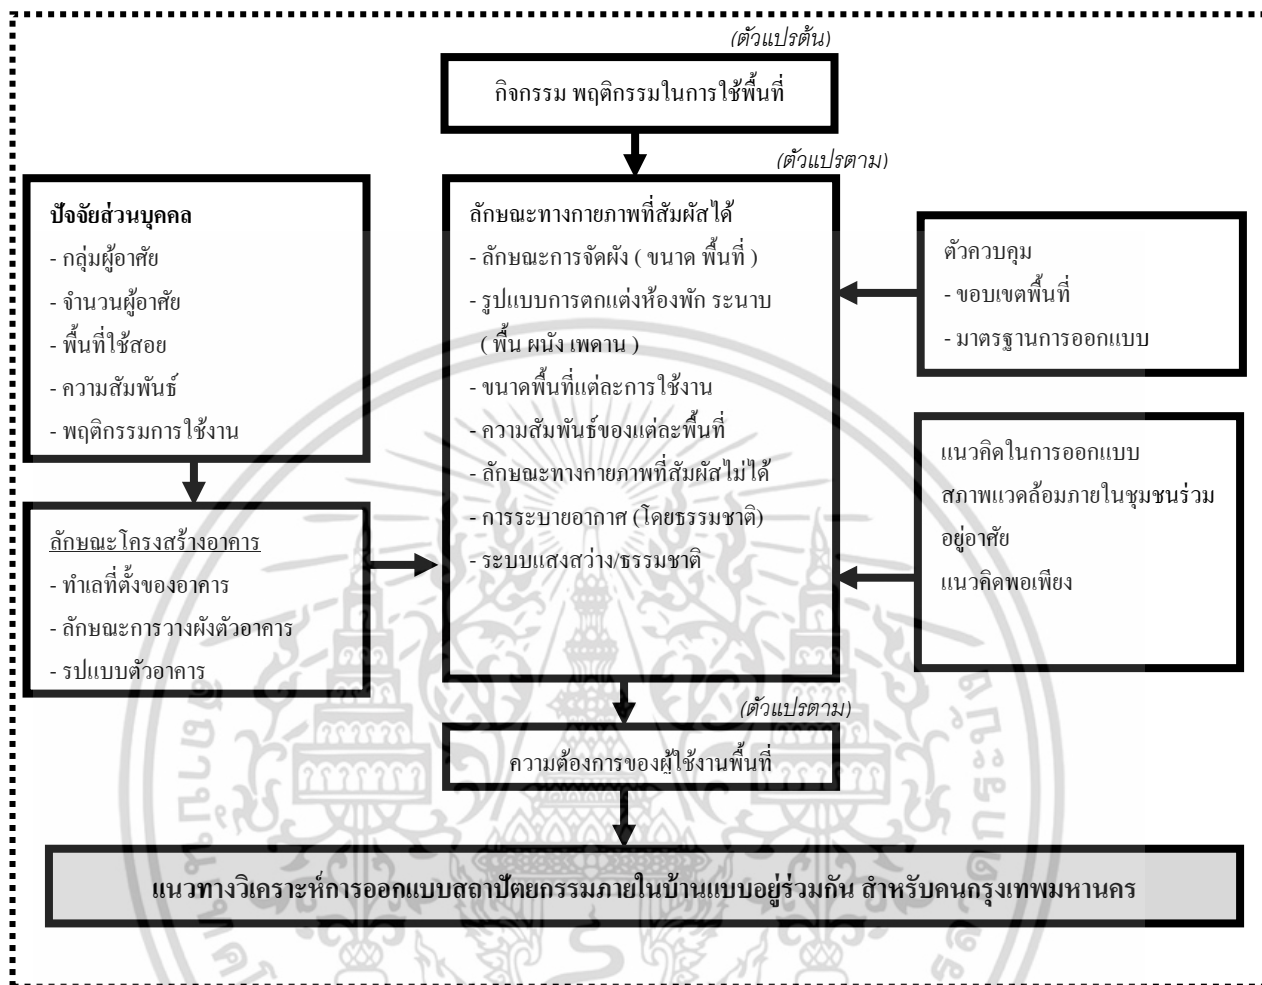 (ตัวแปรต้น)
กิจกรรม พฤติกรรมในการใช้พื้นที่
(ตัวแปรตาม)
ปัจจัยส่วนบุคคล
- กลุ่มผู้อาศัย
- จำนวนผู้อาศัย
- พื้นที่ใช้สอย
- ความสัมพันธ์
- พฤติกรรมการใช้งาน
ลักษณะโครงสร้างอาคาร
- ทำเลที่ตั้งของอาคาร
- ลักษณะการวางผังตัวอาคาร
- รปแบบตัวอาคาร
ลักษณะทางกายภาพที่สัมผัสได้
- ลักษณะการจัดผัง ( ขนาด พื้นที่ )
- รูปแบบการตกแต่งห้องพัก ระนาบ
( พื้น ผนัง เพดาน )
- ขนาดพื้นที่แต่ละการใช้งาน
- ความสัมพันธ์ของแต่ละพื้นที่
- ลักษณะทางกายภาพที่สัมผัสไม่ได้
- การระบายอากาศ (โดยธรรมชาติ)
- ระบบแสงสว่าง/ธรรมชาติ
ตัวควบคุม
- ขอบเขตพื้นที่
- มาตรฐานการออกแบบ
แนวคิดในการออกแบบ
สภาพแวดล้อมภายในชุมชนร่วม
อยู่อาศัย
แนวคิดพอเพียง
(ตัวแปรตาม)
ความต้องการของผู้ใช้งานพื้นที่
แนวทางวิเคราะห์การออกแบบสถาปัตยกรรมภายในบ้านแบบอยู่ร่วมกัน สำหรับคนกรุงเทพมหานคร